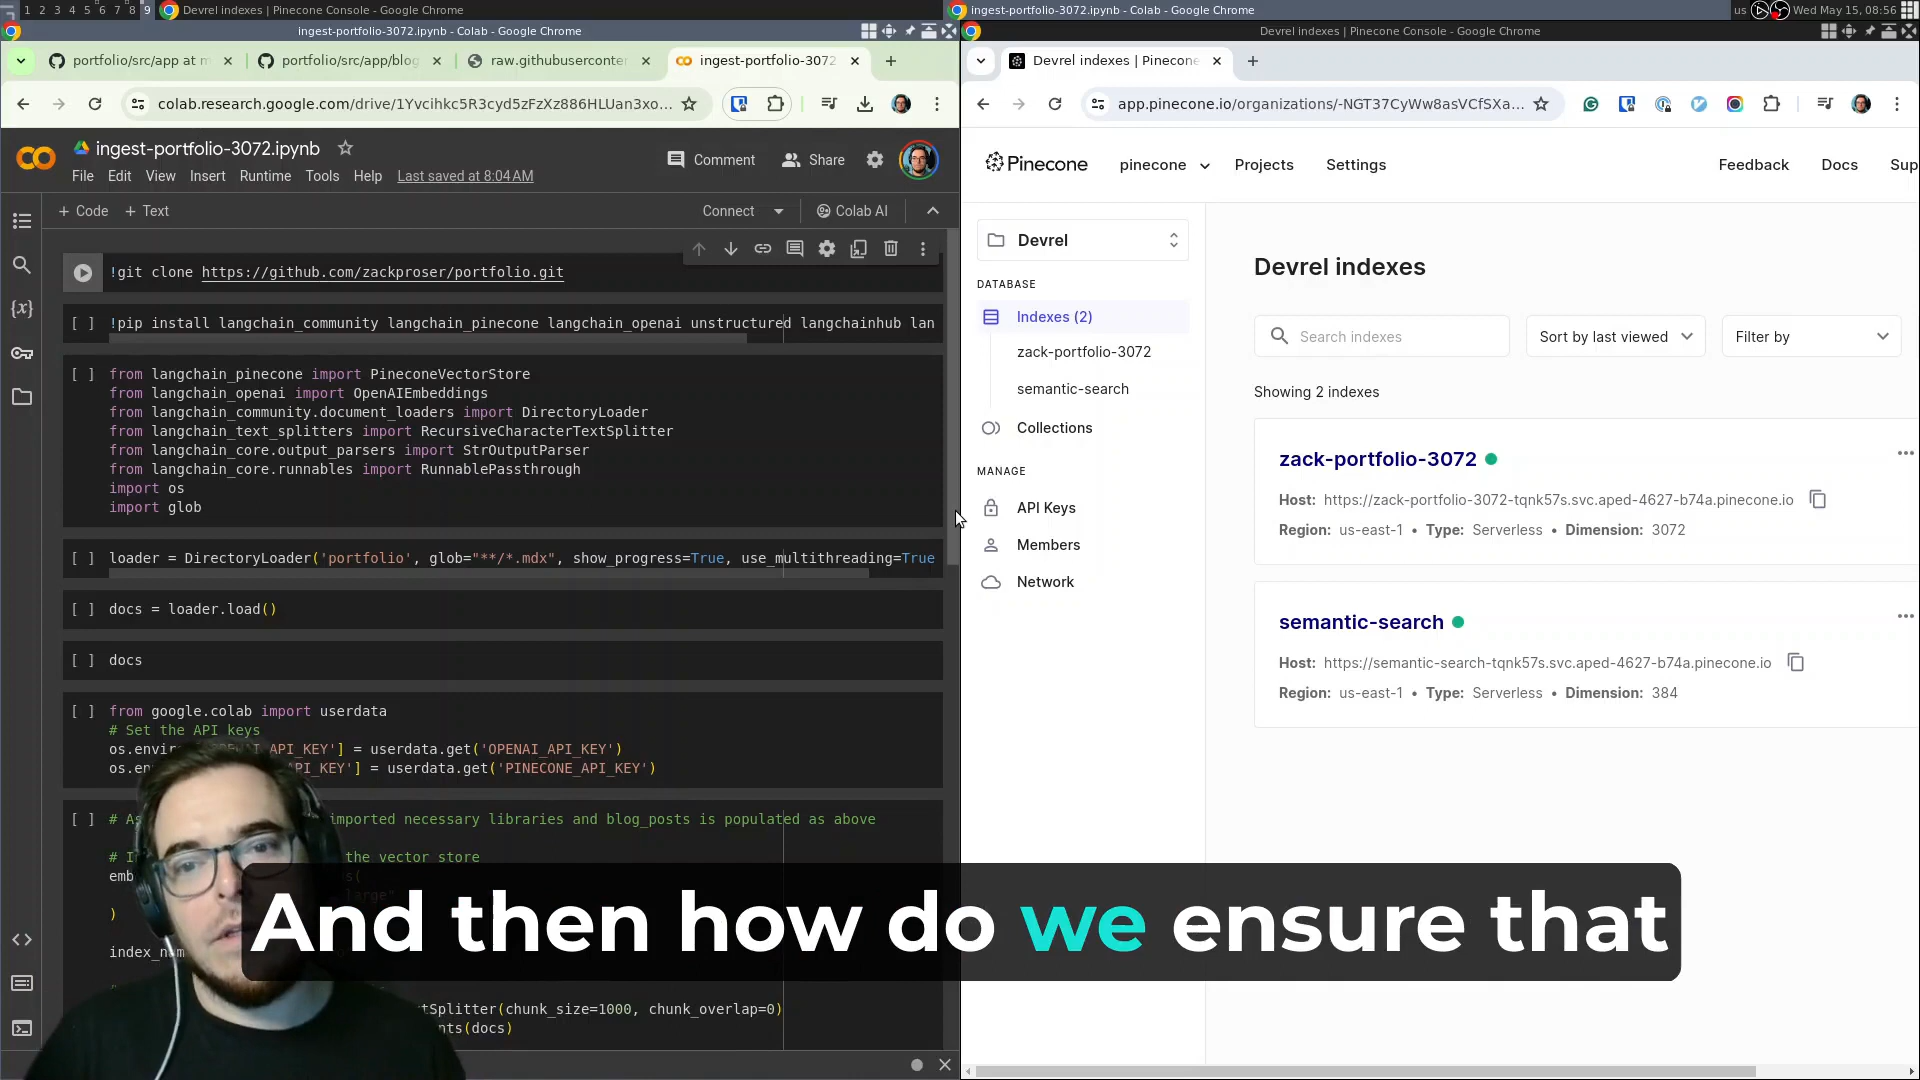 1 2 3 4 5 6 7 8 9 Devrel indexes | Pinecone Console - Google Chrome
ingest-portfolio-3072.ipynb - Colab - Google Chrome
us Wed May 15, 08:56
ingest-portfolio-3072.ipynb - Colab - Google Chrome
portfolio/src/app at m
portfolio/src/app/blog
raw.githubuserconter
ingest-portfolio-3072
colab.research.google.com/drive/1Yvcihkc5R3cyd5zFzXz886HLUan3xo...
ingest-portfolio-3072.ipynb
File Edit View Insert Runtime Tools Help Last saved at 8:04 AM
Comment Share
+ Code + Text
Connect Colab AI
!git clone https://github.com/zackproser/portfolio.git
[ ] !pip install langchain_community langchain_pinecone langchain_openai unstructured langchainhub lan
[ ] from langchain_pinecone import PineconeVectorStore
from langchain_openai import OpenAIEmbeddings
from langchain_community.document_loaders import DirectoryLoader
from langchain_text_splitters import RecursiveCharacterTextSplitter
from langchain_core.output_parsers import StrOutputParser
from langchain_core.runnables import RunnablePassthrough
import os
import glob
[ ] loader = DirectoryLoader('portfolio', glob="**/*.mdx", show_progress=True, use_multithreading=True
[ ] docs = loader.load()
[ ] docs
[ ] from google.colab import userdata
# Set the API keys
os.envir API_KEY'] = userdata.get('OPENAI_API_KEY')
os.en PI_KEY'] = userdata.get('PINECONE_API_KEY')
[ ] # As imported necessary libraries and blog_posts is populated as above
# I the vector store
emb s(
)
index_na
tSplitter(chunk_size=1000, chunk_overlap=0)
nts(docs)
Devrel indexes | Pinecone Console - Google Chrome
Devrel indexes | Pinecone
app.pinecone.io/organizations/-NGT37CyWw8asVCfSXa...
Pinecone
pinecone Projects Settings
Feedback Docs Sup
Devrel
DATABASE
Indexes (2)
zack-portfolio-3072
semantic-search
Collections
MANAGE
API Keys
Members
Network
Devrel indexes
Search indexes
Sort by last viewed
Filter by
Showing 2 indexes
zack-portfolio-3072
Host: https://zack-portfolio-3072-tqnk57s.svc.aped-4627-b74a.pinecone.io
Region: us-east-1 • Type: Serverless • Dimension: 3072
semantic-search
Host: https://semantic-search-tqnk57s.svc.aped-4627-b74a.pinecone.io
Region: us-east-1 • Type: Serverless • Dimension: 384
And then how do we ensure that